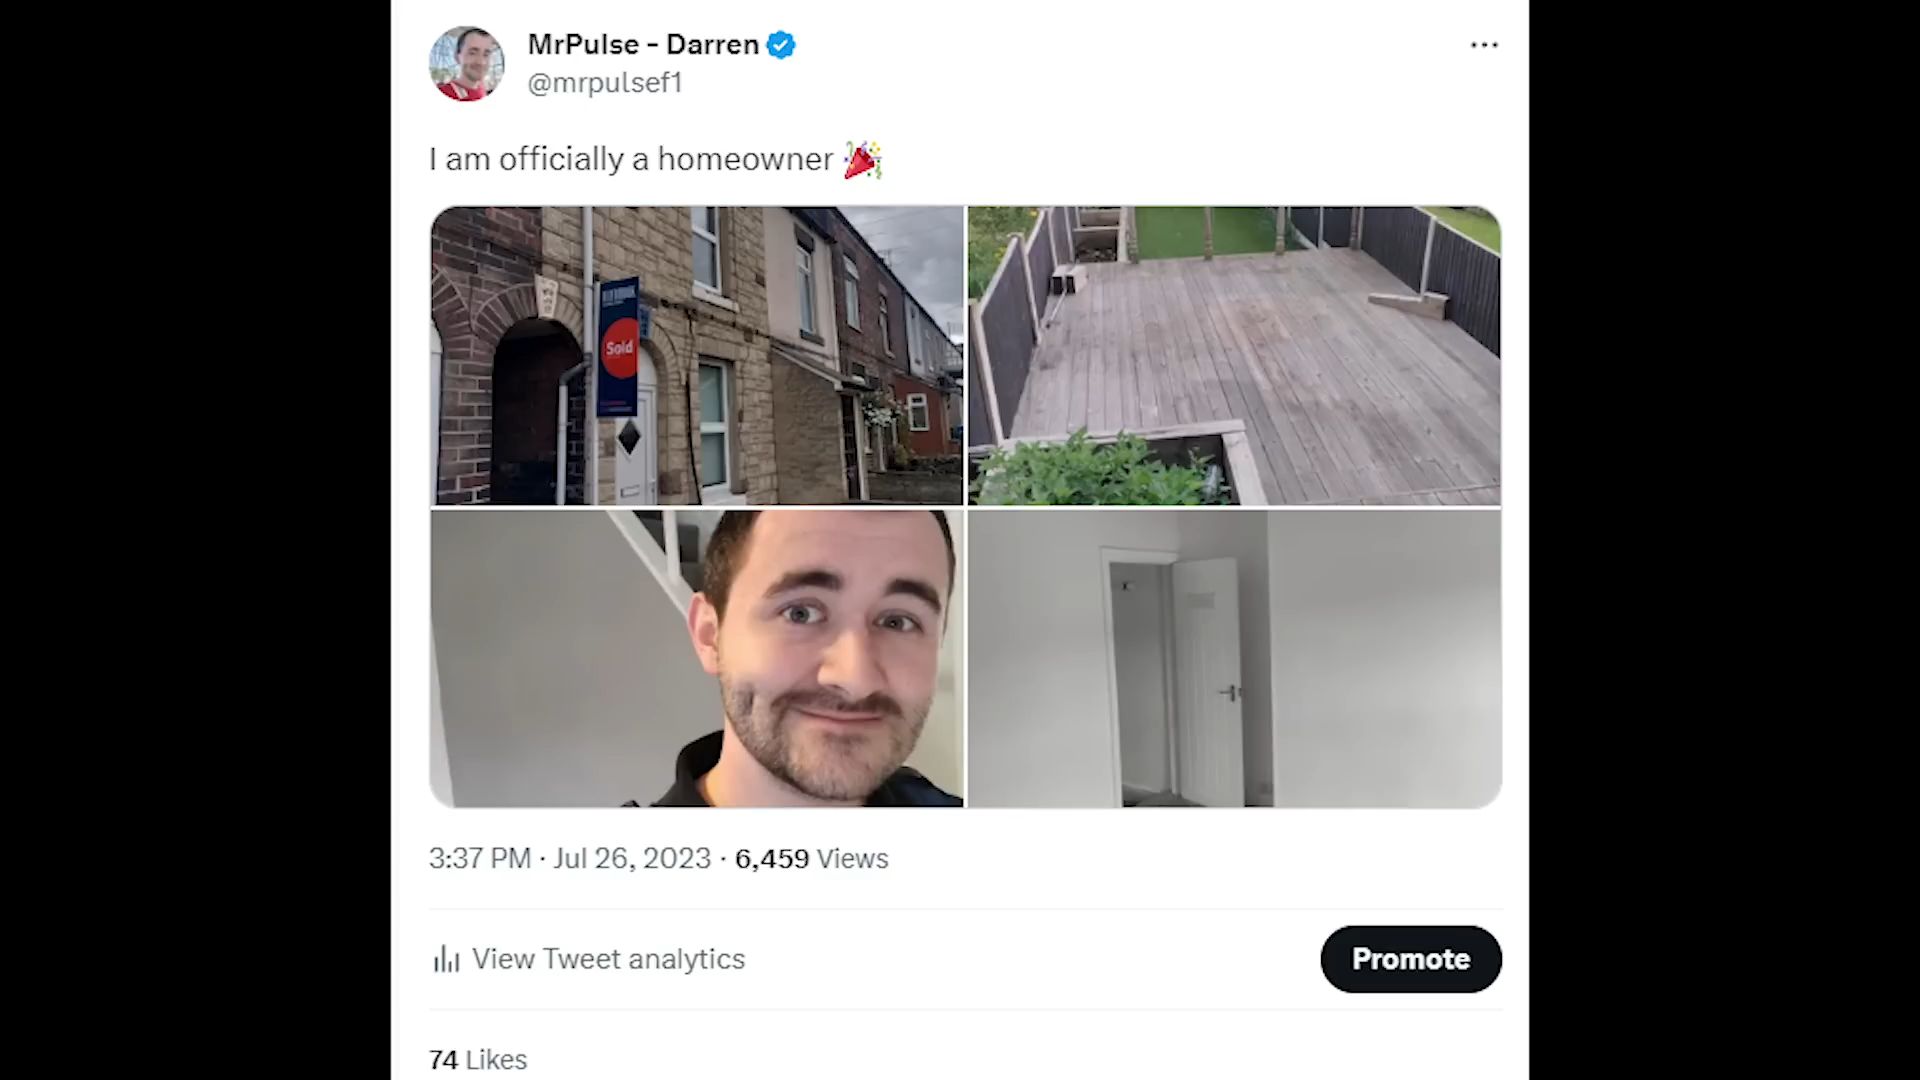 MrPulse - Darren
@mrpulsef1
I am officially a homeowner 🎉
Sold
3:37 PM · Jul 26, 2023 · 6,459 Views
View Tweet analytics
Promote
74 Likes